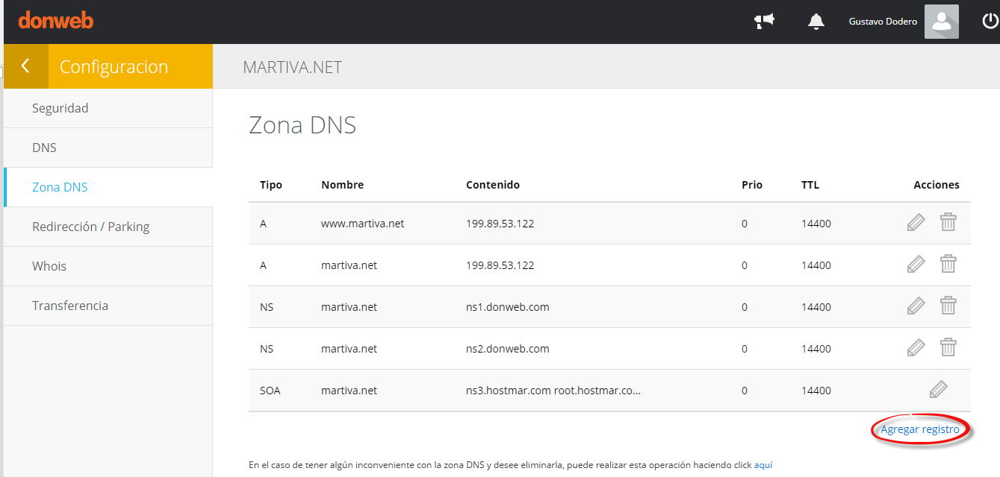 donweb
Gustavo Dodero
Configuracion
MARTIVA.NET
Seguridad
DNS
Zona DNS
Redirección / Parking
Whois
Transferencia
Zona DNS
Tipo Nombre Contenido Prio TTL Acciones
A www.martiva.net 199.89.53.122 0 14400
A martiva.net 199.89.53.122 0 14400
NS martiva.net ns1.donweb.com 0 14400
NS martiva.net ns2.donweb.com 0 14400
SOA martiva.net ns3.hostmar.com root.hostmar.co... 0 14400
Agregar registro
En el caso de tener algún inconveniente con la zona DNS y desee eliminarla, puede realizar esta operación haciendo click aquí